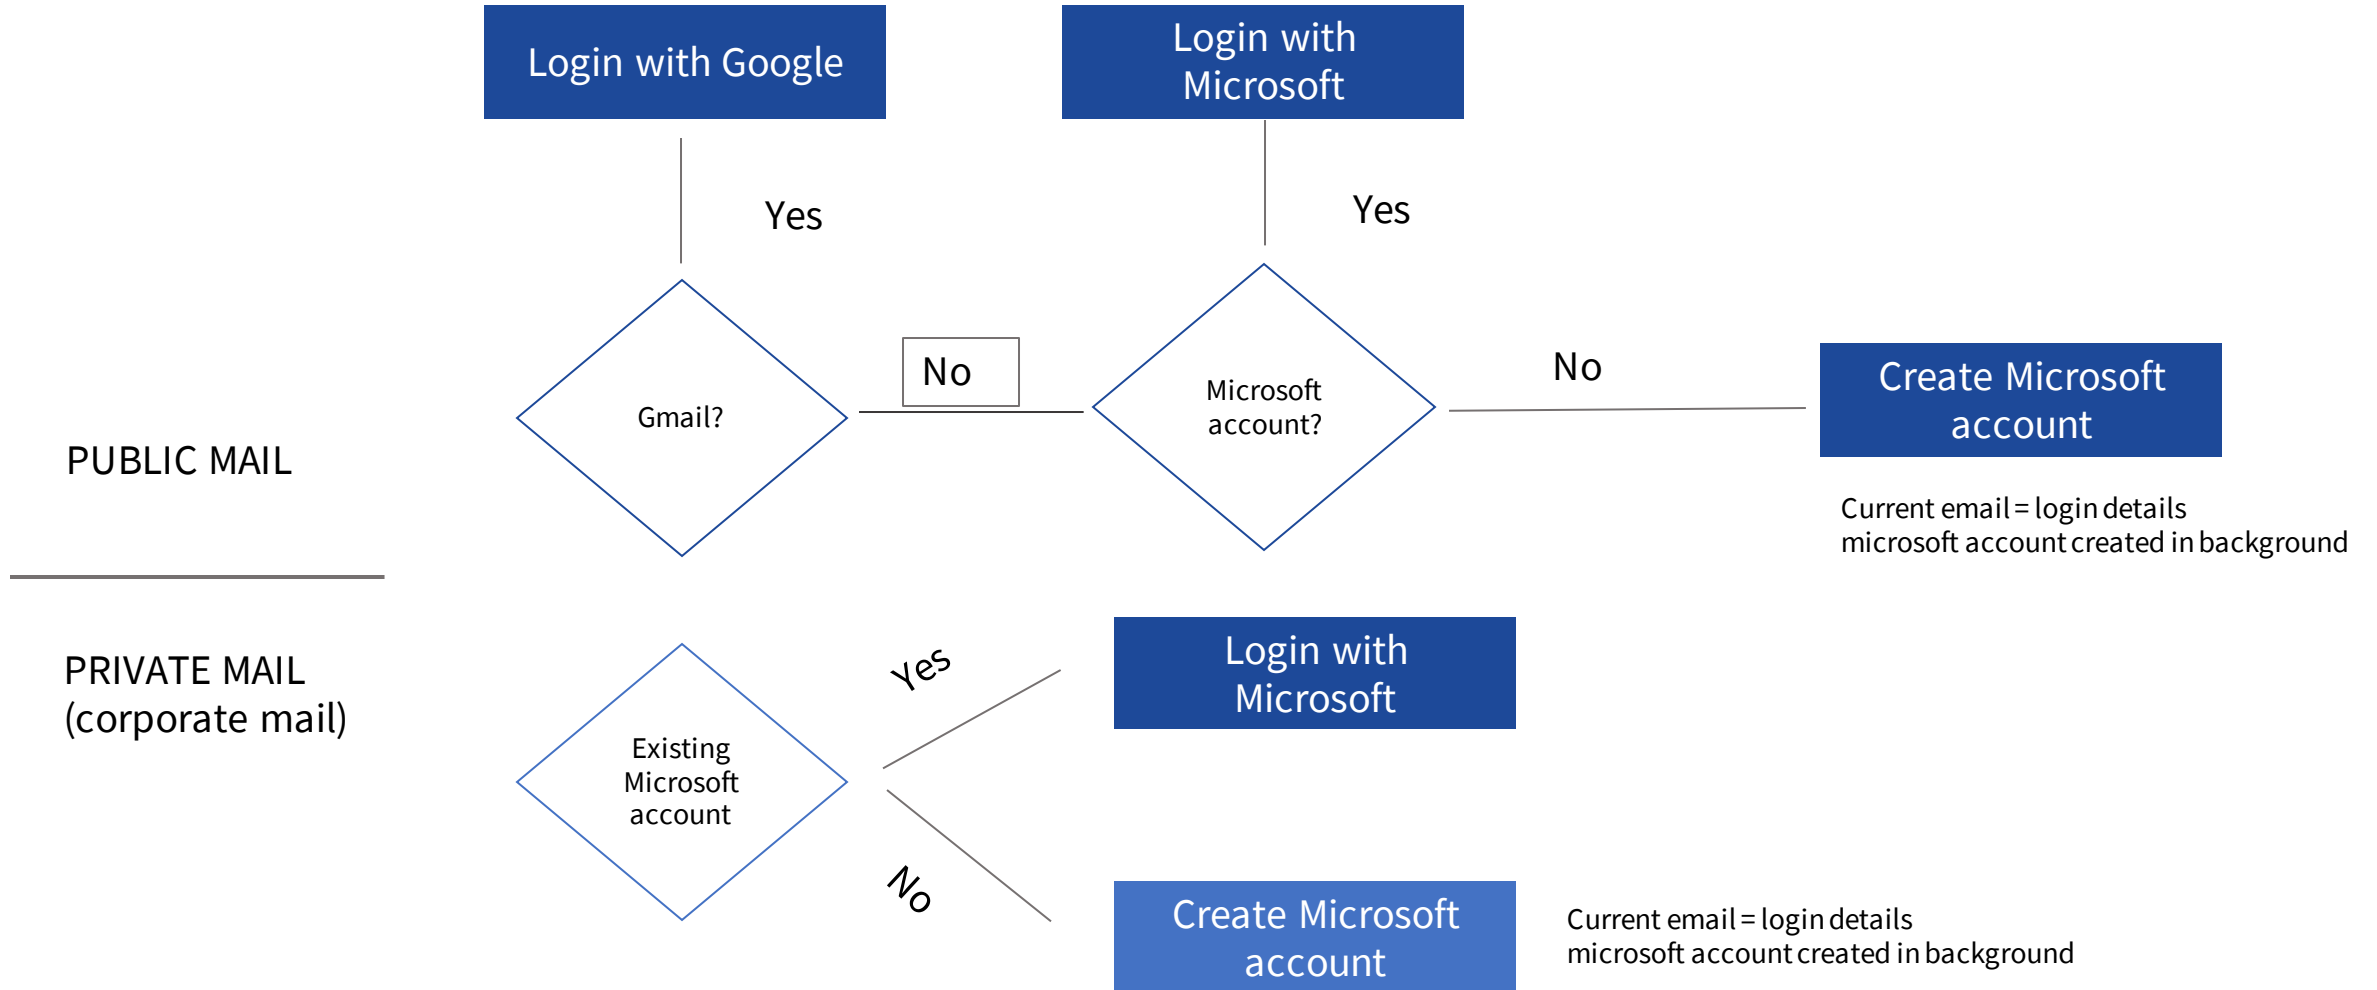 Login with Google
Login with
Microsoft
Yes
Yes
Gmail?
No
Microsoft
account?
No
Create Microsoft
account
PUBLIC MAIL
Current email = login details
microsoft account created in background
PRIVATE MAIL
(corporate mail)
Existing
Microsoft
account
Yes
Login with
Microsoft
No
Create Microsoft
account
Current email = login details
microsoft account created in background